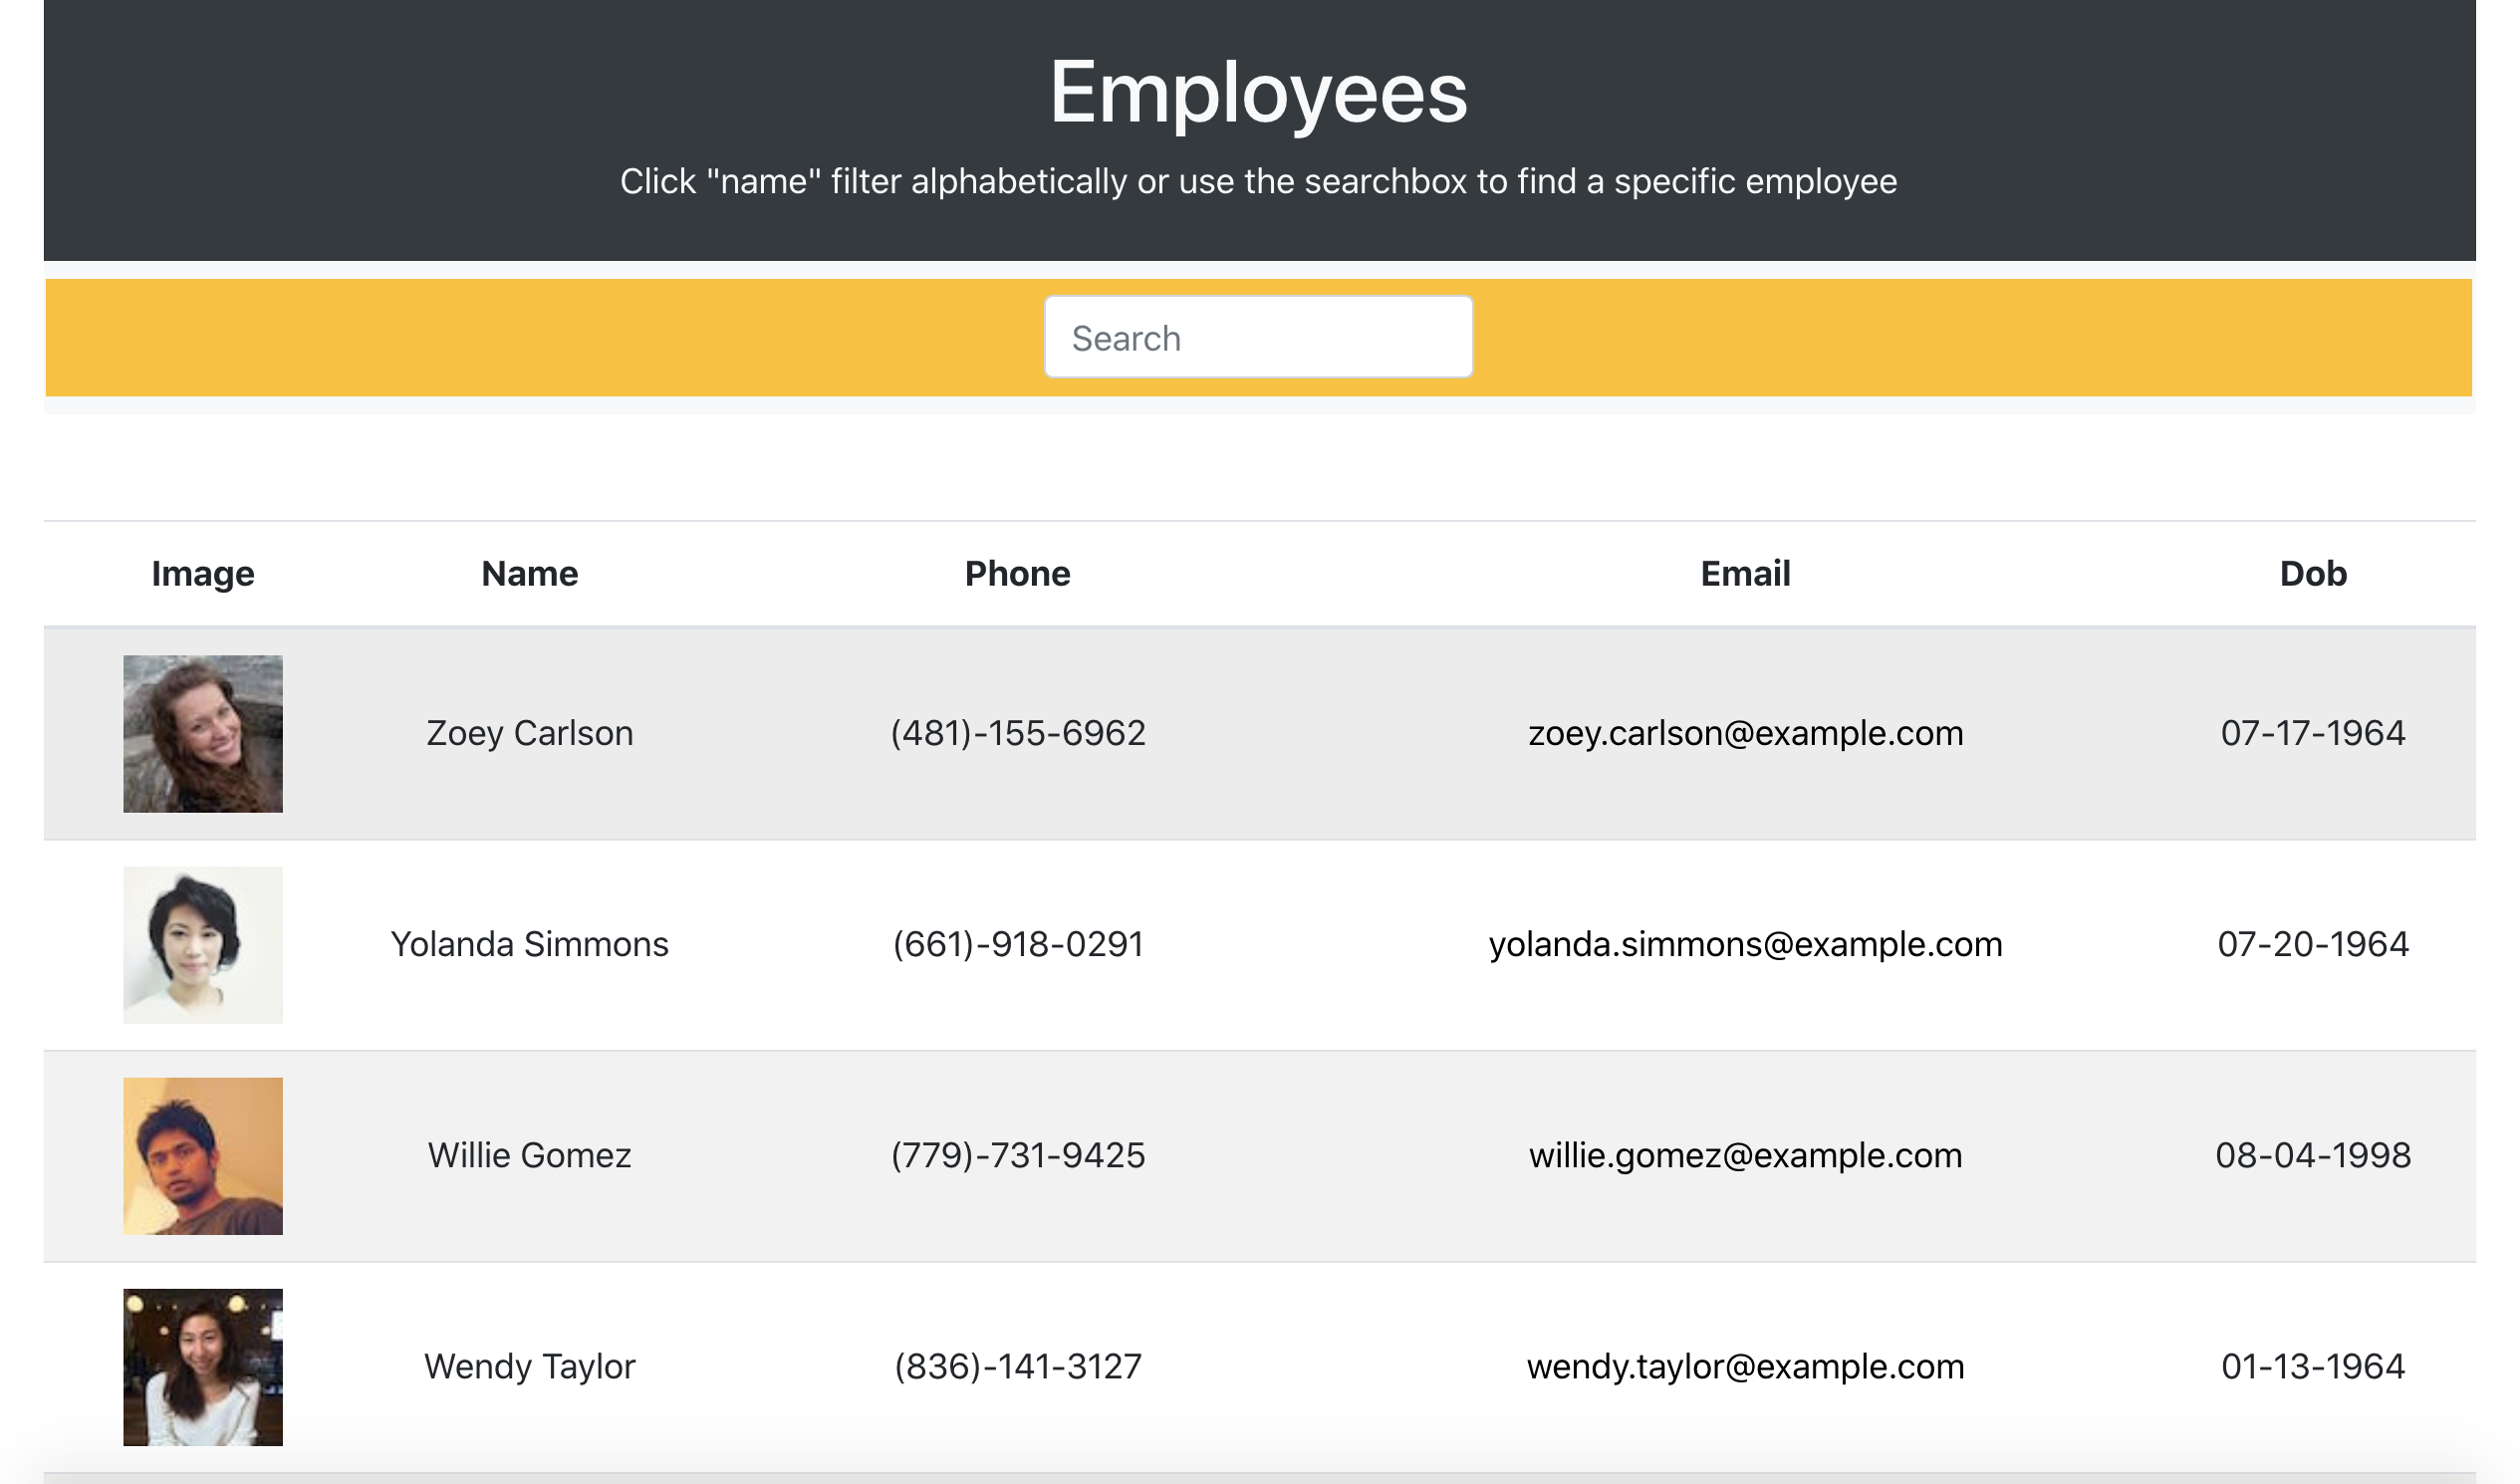 Employees
Click "name" filter alphabetically or use the searchbox to find a specific employee
Search
Image Name Phone Email Dob
Zoey Carlson (481)-155-6962 zoey.carlson@example.com 07-17-1964
Yolanda Simmons (661)-918-0291 yolanda.simmons@example.com 07-20-1964
Willie Gomez (779)-731-9425 willie.gomez@example.com 08-04-1998
Wendy Taylor (836)-141-3127 wendy.taylor@example.com 01-13-1964